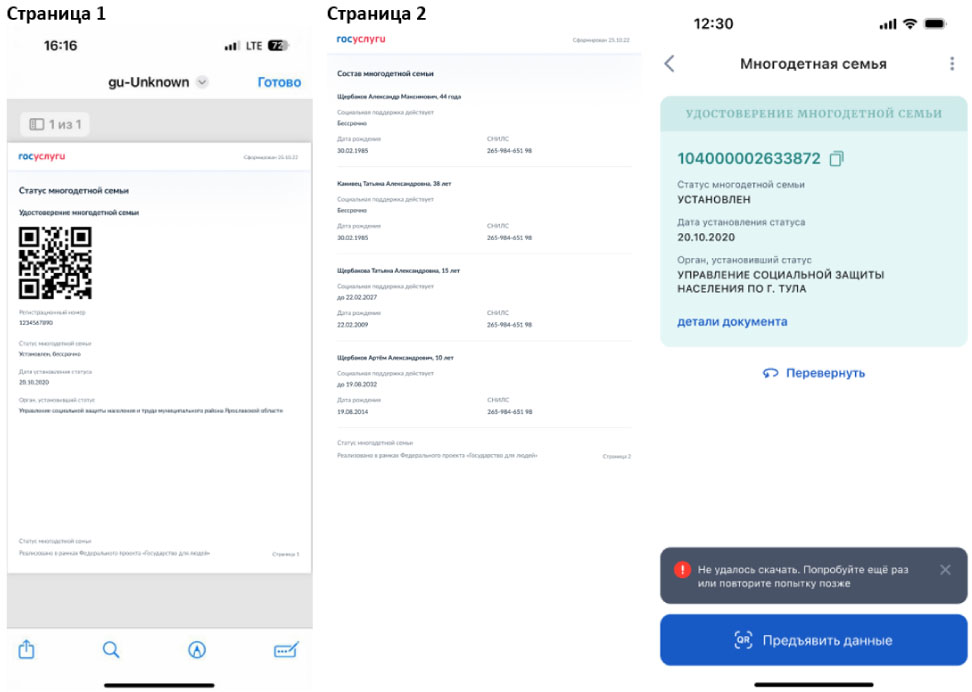 Страница 1
16:16
LTE 72
gu-Unknown
Готово
1 из 1
госуслуги
Сформирован 25.10.22
Статус многодетной семьи
Удостоверение многодетной семьи
Регистрационный номер
1234567890
Статус многодетной семьи
Установлен, бессрочно
Дата установления статуса
20.10.2020
Орган, установивший статус
Управление социальной защиты населения и труда муниципального района Ярославской области
Статус многодетной семьи
Реализовано в рамках Федерального проекта «Государство для людей»
Страница 1
Страница 2
госуслуги
Сформирован 25.10.22
Состав многодетной семьи
Щербаков Александр Максимович, 44 года
Социальная поддержка действует
Бессрочно
Дата рождения
СНИЛС
30.02.1985
265-984-651 98
Канивец Татьяна Александровна, 38 лет
Социальная поддержка действует
Бессрочно
Дата рождения
СНИЛС
30.02.1985
265-984-651 98
Щербакова Татьяна Александровна, 15 лет
Социальная поддержка действует
до 22.02.2027
Дата рождения
СНИЛС
22.02.2009
265-984-651 98
Щербаков Артём Александрович, 10 лет
Социальная поддержка действует
до 19.08.2032
Дата рождения
СНИЛС
19.08.2014
265-984-651 98
Статус многодетной семьи
Реализовано в рамках Федерального проекта «Государство для людей»
Страница 2
12:30
Многодетная семья
УДОСТОВЕРЕНИЕ МНОГОДЕТНОЙ СЕМЬИ
104000002633872
Статус многодетной семьи
УСТАНОВЛЕН
Дата установления статуса
20.10.2020
Орган, установивший статус
УПРАВЛЕНИЕ СОЦИАЛЬНОЙ ЗАЩИТЫ
НАСЕЛЕНИЯ ПО Г. ТУЛА
детали документа
Перевернуть
Не удалось скачать. Попробуйте ещё раз
или повторите попытку позже
QR Предъявить данные